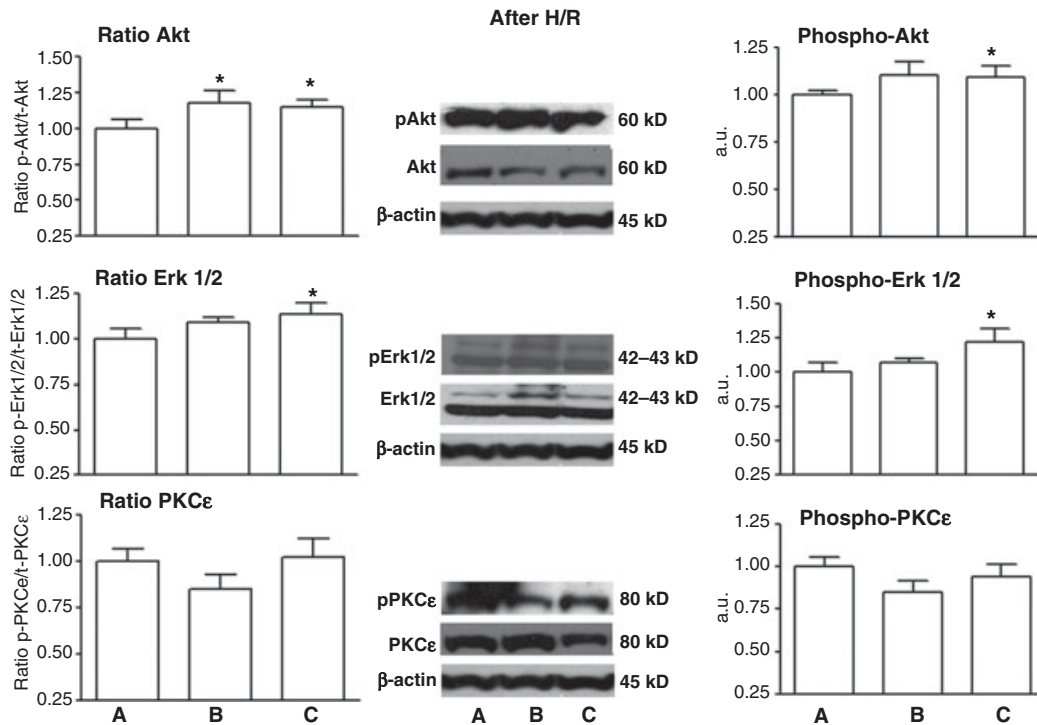 After H/R
Ratio Akt
Ratio p-Akt/t-Akt
1.50
1.25
1.00
0.75
0.50
0.25
*
*
pAkt 60 kD
Akt 60 kD
β-actin 45 kD
Phospho-Akt
a.u.
1.25
1.00
0.75
0.50
0.25
*
Ratio Erk 1/2
Ratio p-Erk1/2/t-Erk1/2
1.25
1.00
0.75
0.50
0.25
*
pErk1/2 42–43 kD
Erk1/2 42–43 kD
β-actin 45 kD
Phospho-Erk 1/2
a.u.
1.50
1.25
1.00
0.75
0.50
0.25
*
Ratio PKCε
Ratio p-PKCe/t-PKCε
1.25
1.00
0.75
0.50
0.25
A B C
pPKCε 80 kD
PKCε 80 kD
β-actin 45 kD
A B C
Phospho-PKCε
a.u.
1.25
1.00
0.75
0.50
0.25
A B C